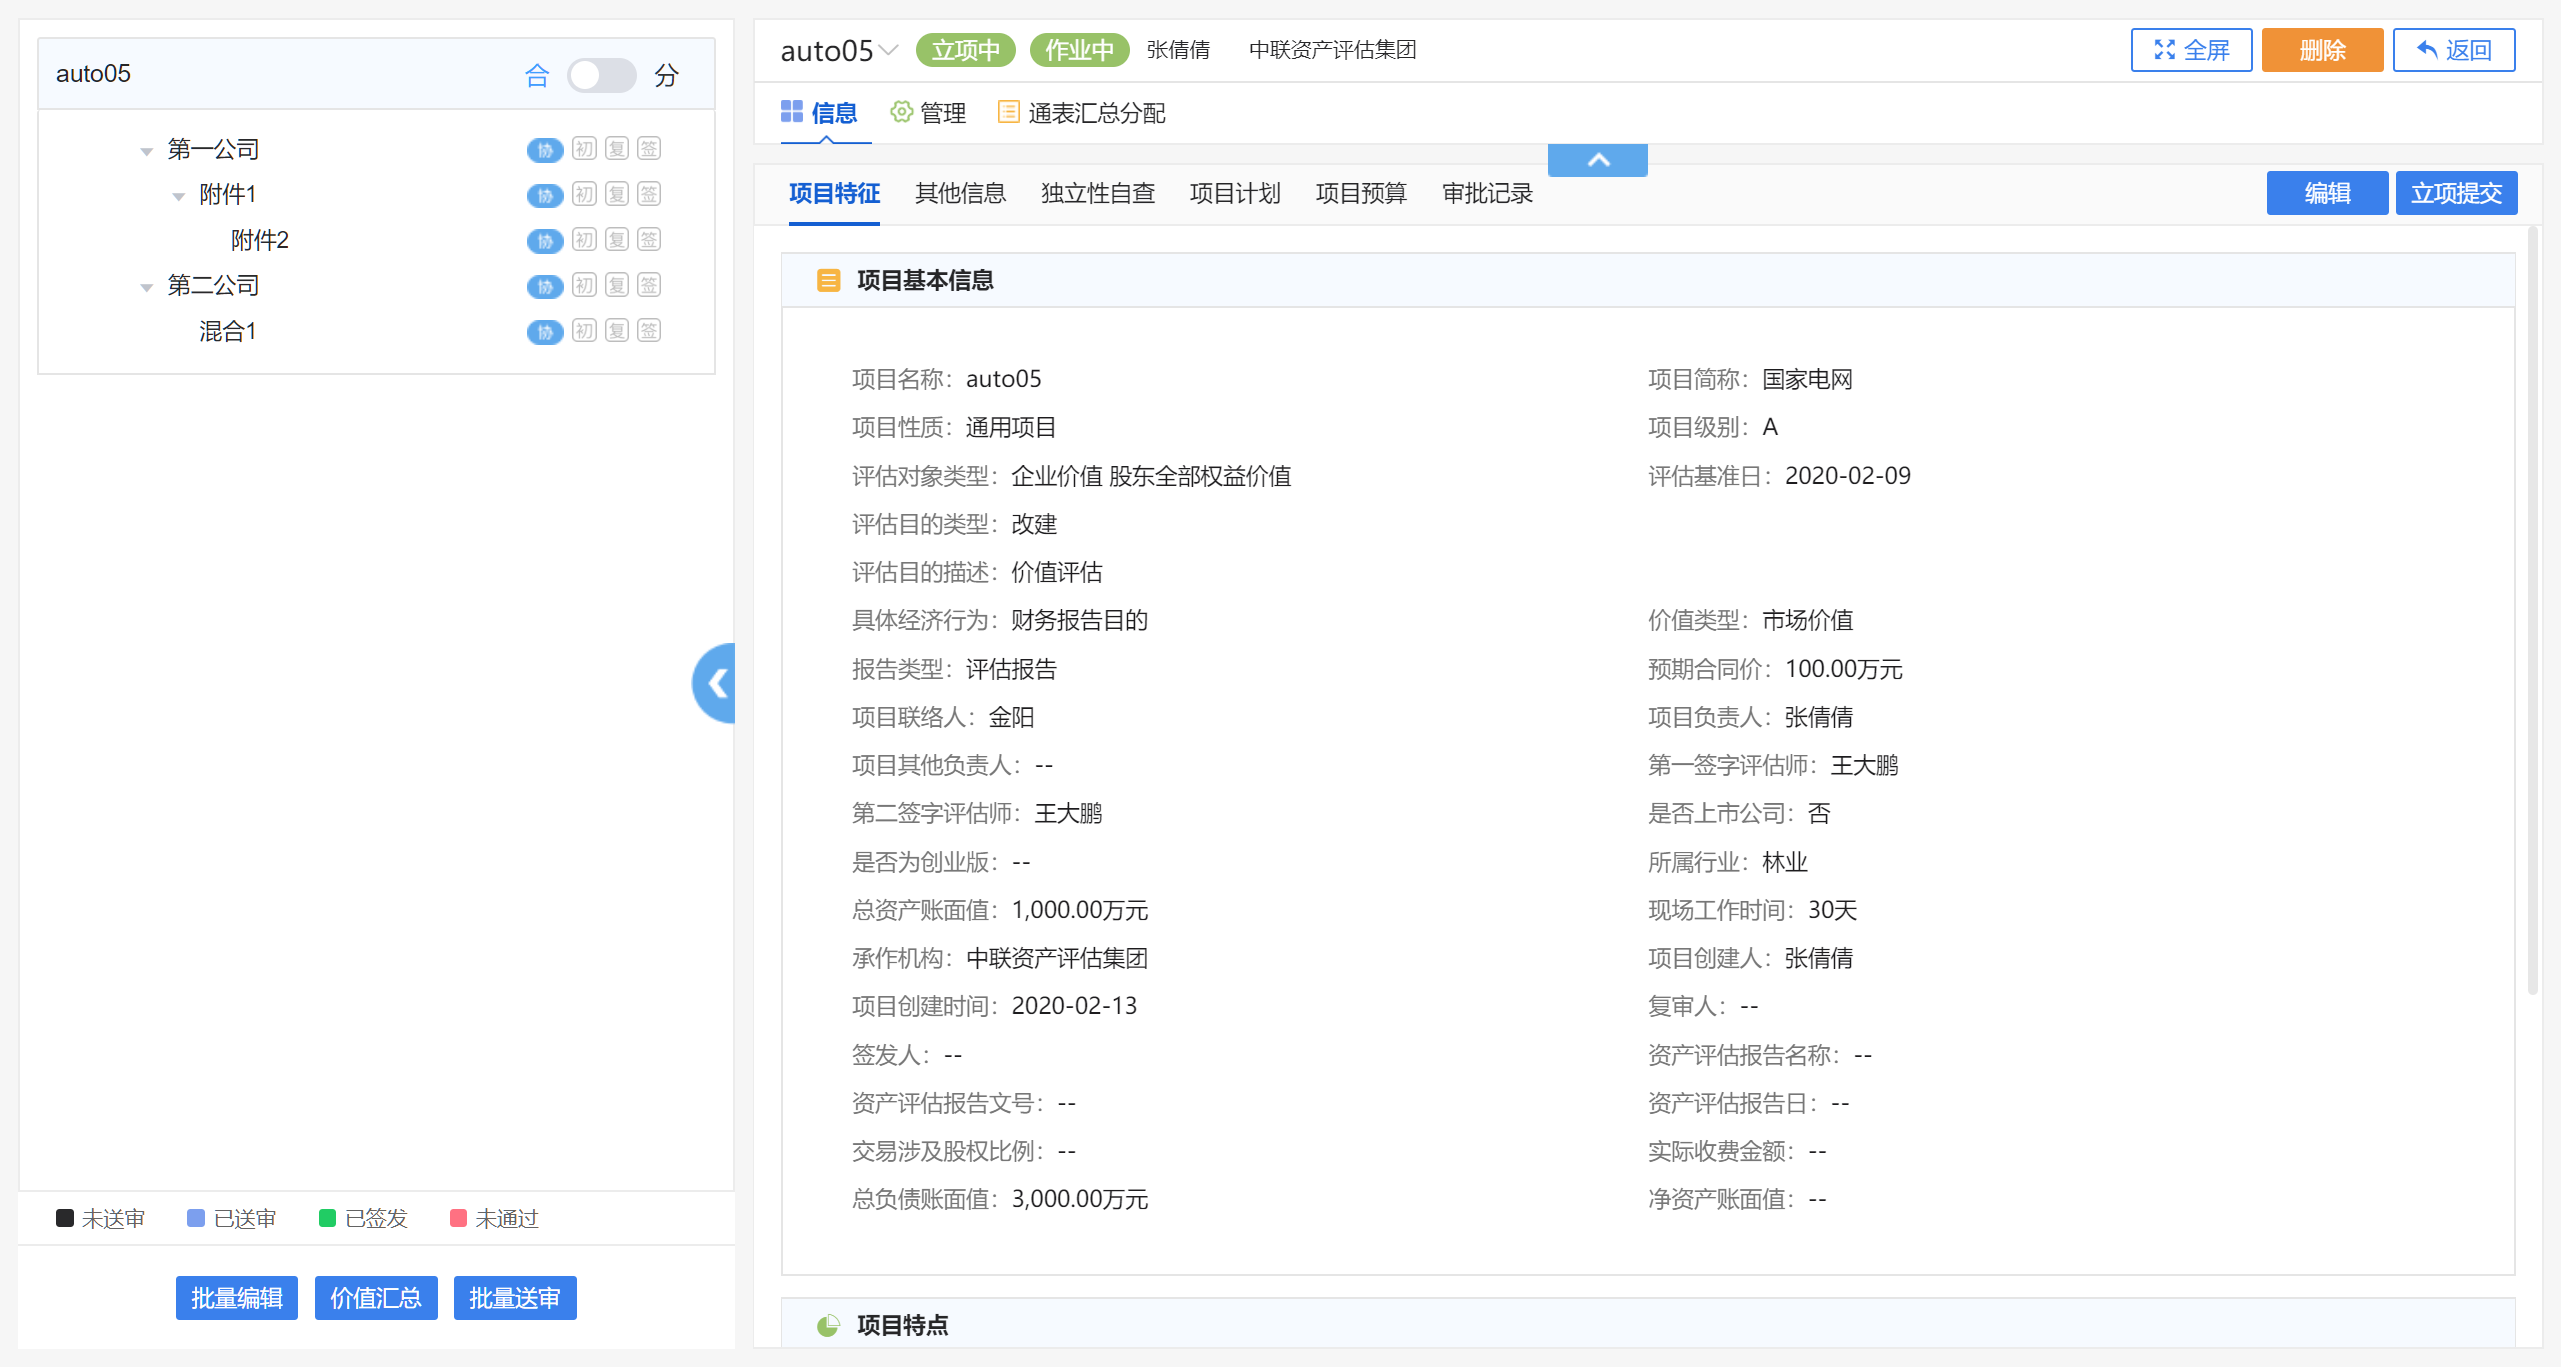 auto05
合 分
第一公司 协 初 复 签
附件1 协 初 复 签
附件2 协 初 复 签
第二公司 协 初 复 签
混合1 协 初 复 签
未送审 已送审 已签发 未通过
批量编辑 价值汇总 批量送审
auto05 立项中 作业中 张倩倩 中联资产评估集团
全屏 删除 返回
信息 管理 通表汇总分配
项目特征 其他信息 独立性自查 项目计划 项目预算 审批记录
编辑 立项提交
项目基本信息
项目名称：auto05 项目简称：国家电网
项目性质：通用项目 项目级别：A
评估对象类型：企业价值 股东全部权益价值 评估基准日：2020-02-09
评估目的类型：改建
评估目的描述：价值评估
具体经济行为：财务报告目的 价值类型：市场价值
报告类型：评估报告 预期合同价：100.00万元
项目联络人：金阳 项目负责人：张倩倩
项目其他负责人：-- 第一签字评估师：王大鹏
第二签字评估师：王大鹏 是否上市公司：否
是否为创业版：-- 所属行业：林业
总资产账面值：1,000.00万元 现场工作时间：30天
承作机构：中联资产评估集团 项目创建人：张倩倩
项目创建时间：2020-02-13 复审人：--
签发人：-- 资产评估报告名称：--
资产评估报告文号：-- 资产评估报告日：--
交易涉及股权比例：-- 实际收费金额：--
总负债账面值：3,000.00万元 净资产账面值：--
项目特点